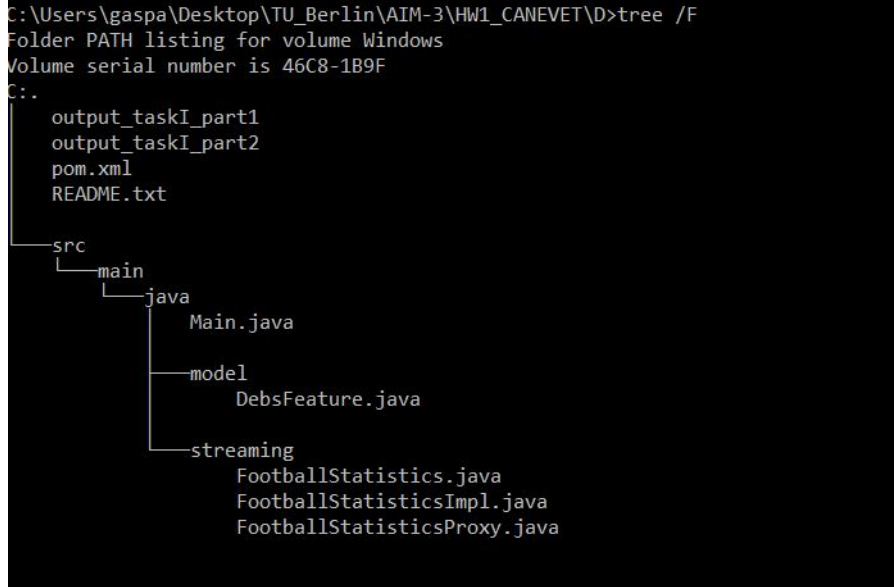 C:\Users\gaspa\Desktop\TU_Berlin\AIM-3\HW1_CANEVET\D>tree /F
Folder PATH listing for volume Windows
Volume serial number is 46C8-1B9F
C:.
output_taskI_part1
output_taskI_part2
pom.xml
README.txt
src
main
java
Main.java
model
DebsFeature.java
streaming
FootballStatistics.java
FootballStatisticsImpl.java
FootballStatisticsProxy.java